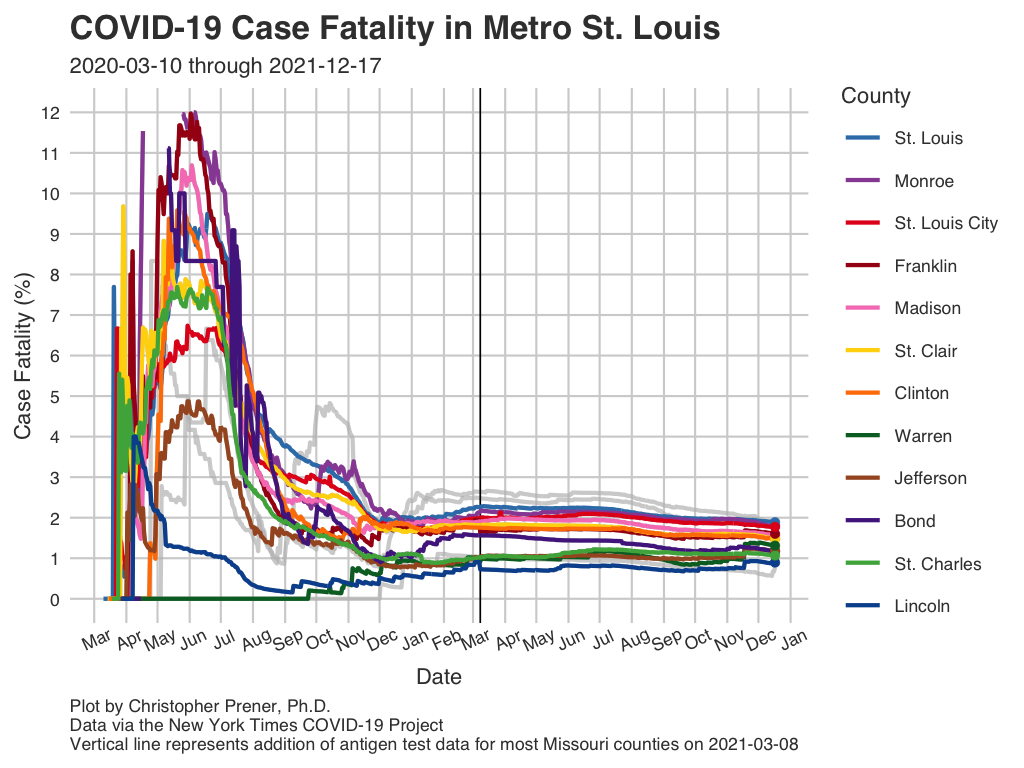 COVID-19 Case Fatality in Metro St. Louis
2020-03-10 through 2021-12-17
County
St. Louis
Monroe
St. Louis City
Franklin
Madison
St. Clair
Clinton
Warren
Jefferson
Bond
St. Charles
Lincoln
Case Fatality (%)
12
11
10
9
8
7
6
5
4
3
2
1
0
Mar Apr May Jun Jul Aug Sep Oct Nov Dec Jan Feb Mar Apr May Jun Jul Aug Sep Oct Nov Dec Jan
Date
Plot by Christopher Prener, Ph.D.
Data via the New York Times COVID-19 Project
Vertical line represents addition of antigen test data for most Missouri counties on 2021-03-08